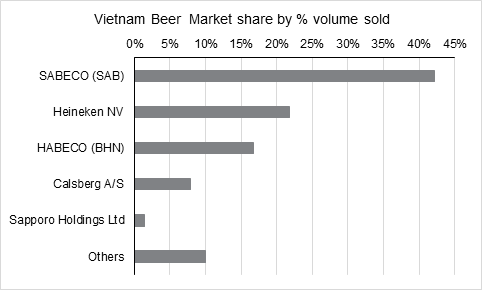 Vietnam Beer Market share by % volume sold
0% 5% 10% 15% 20% 25% 30% 35% 40% 45%
SABECO (SAB)
Heineken NV
HABECO (BHN)
Calsberg A/S
Sapporo Holdings Ltd
Others